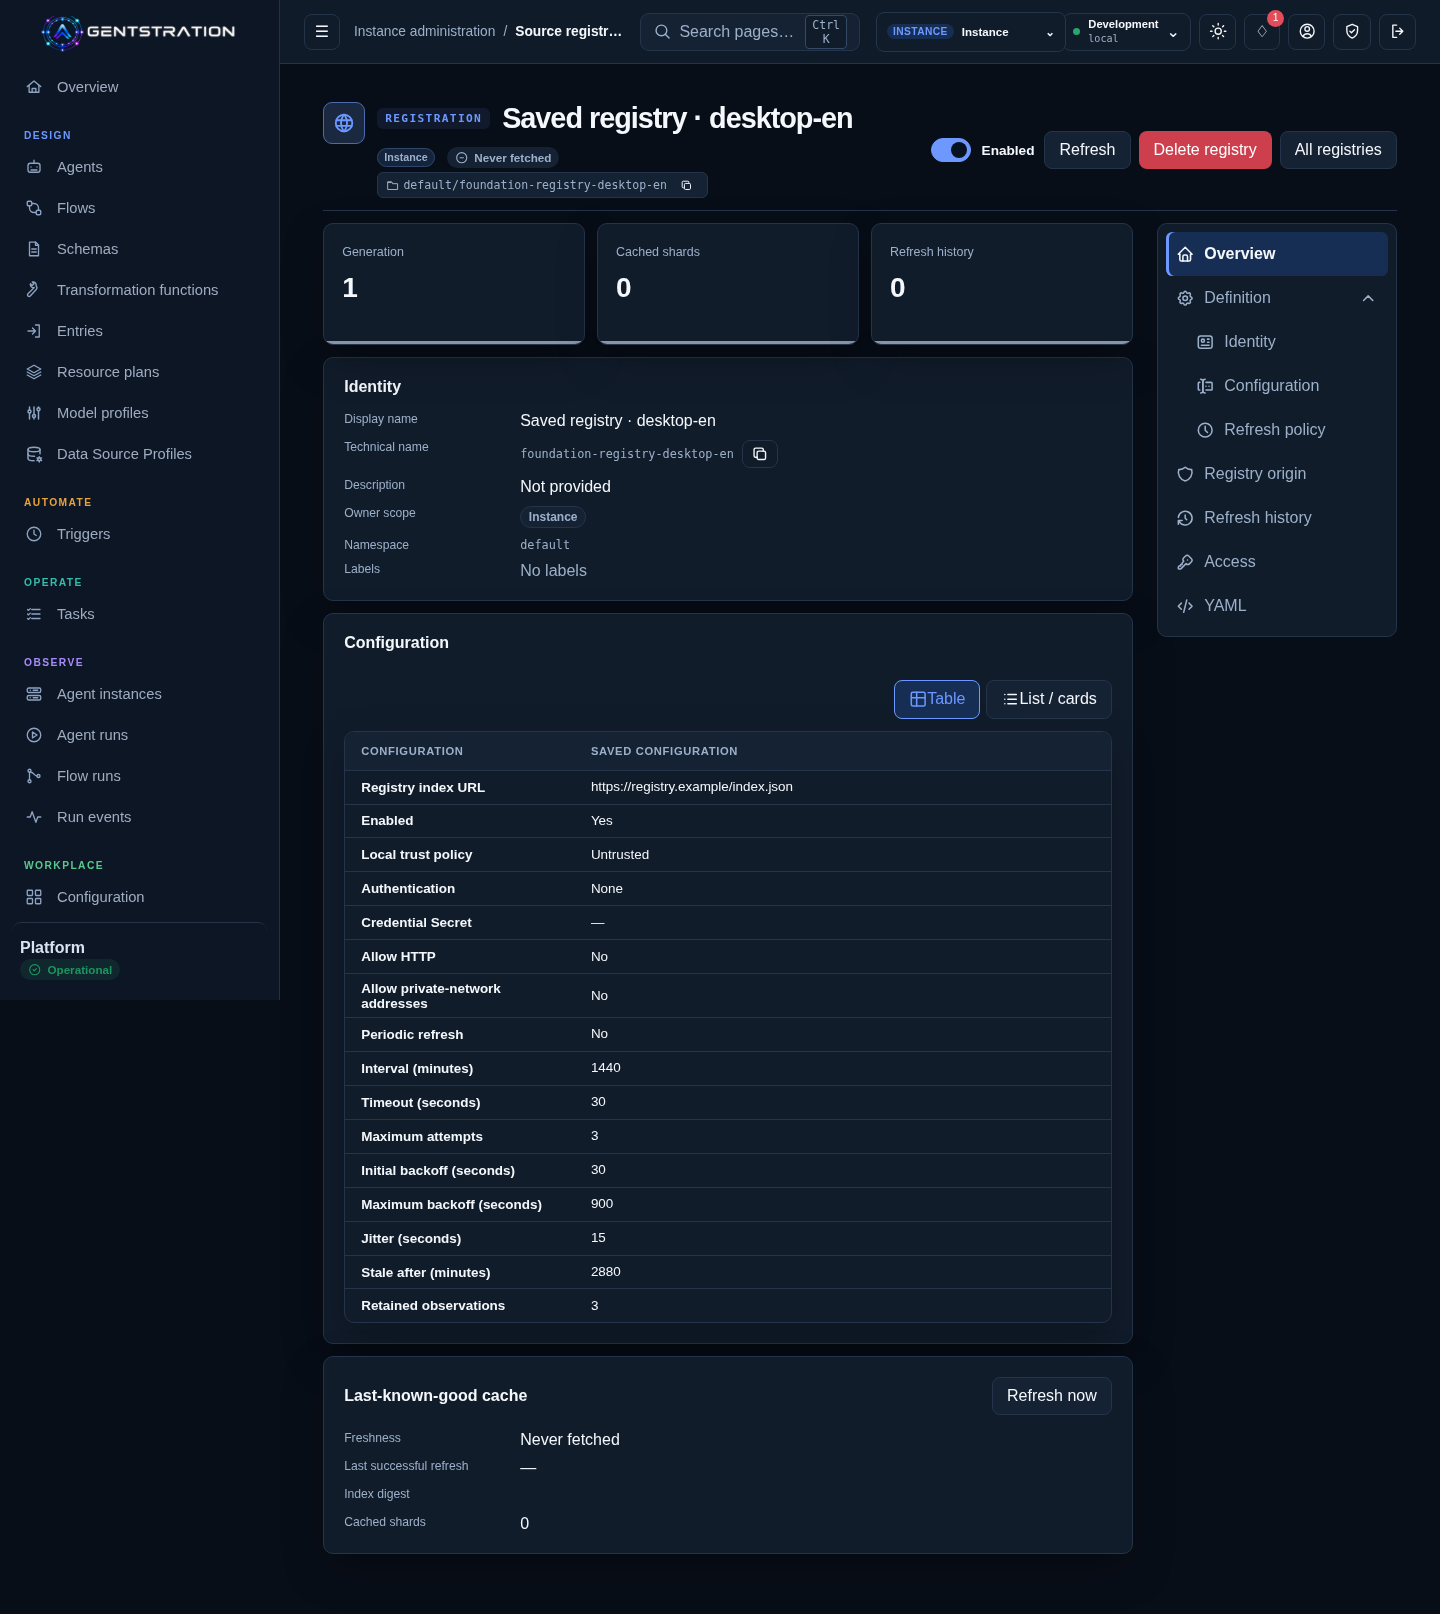 GENTSTRATION
☰
Instance administration / Source registr…
Search pages…
Ctrl K
INSTANCE Instance
Development
local
1
Overview
DESIGN
Agents
Flows
Schemas
Transformation functions
Entries
Resource plans
Model profiles
Data Source Profiles
AUTOMATE
Triggers
OPERATE
Tasks
OBSERVE
Agent instances
Agent runs
Flow runs
Run events
WORKPLACE
Configuration
Platform
Operational
REGISTRATION Saved registry · desktop-en
Instance Never fetched
default/foundation-registry-desktop-en
Enabled Refresh Delete registry All registries
Generation
1
Cached shards
0
Refresh history
0
Identity
Display name Saved registry · desktop-en
Technical name foundation-registry-desktop-en
Description Not provided
Owner scope Instance
Namespace default
Labels No labels
Configuration
Table List / cards
CONFIGURATION SAVED CONFIGURATION
Registry index URL https://registry.example/index.json
Enabled Yes
Local trust policy Untrusted
Authentication None
Credential Secret —
Allow HTTP No
Allow private-network addresses No
Periodic refresh No
Interval (minutes) 1440
Timeout (seconds) 30
Maximum attempts 3
Initial backoff (seconds) 30
Maximum backoff (seconds) 900
Jitter (seconds) 15
Stale after (minutes) 2880
Retained observations 3
Last-known-good cache Refresh now
Freshness Never fetched
Last successful refresh —
Index digest
Cached shards 0
Overview
Definition
Identity
Configuration
Refresh policy
Registry origin
Refresh history
Access
YAML